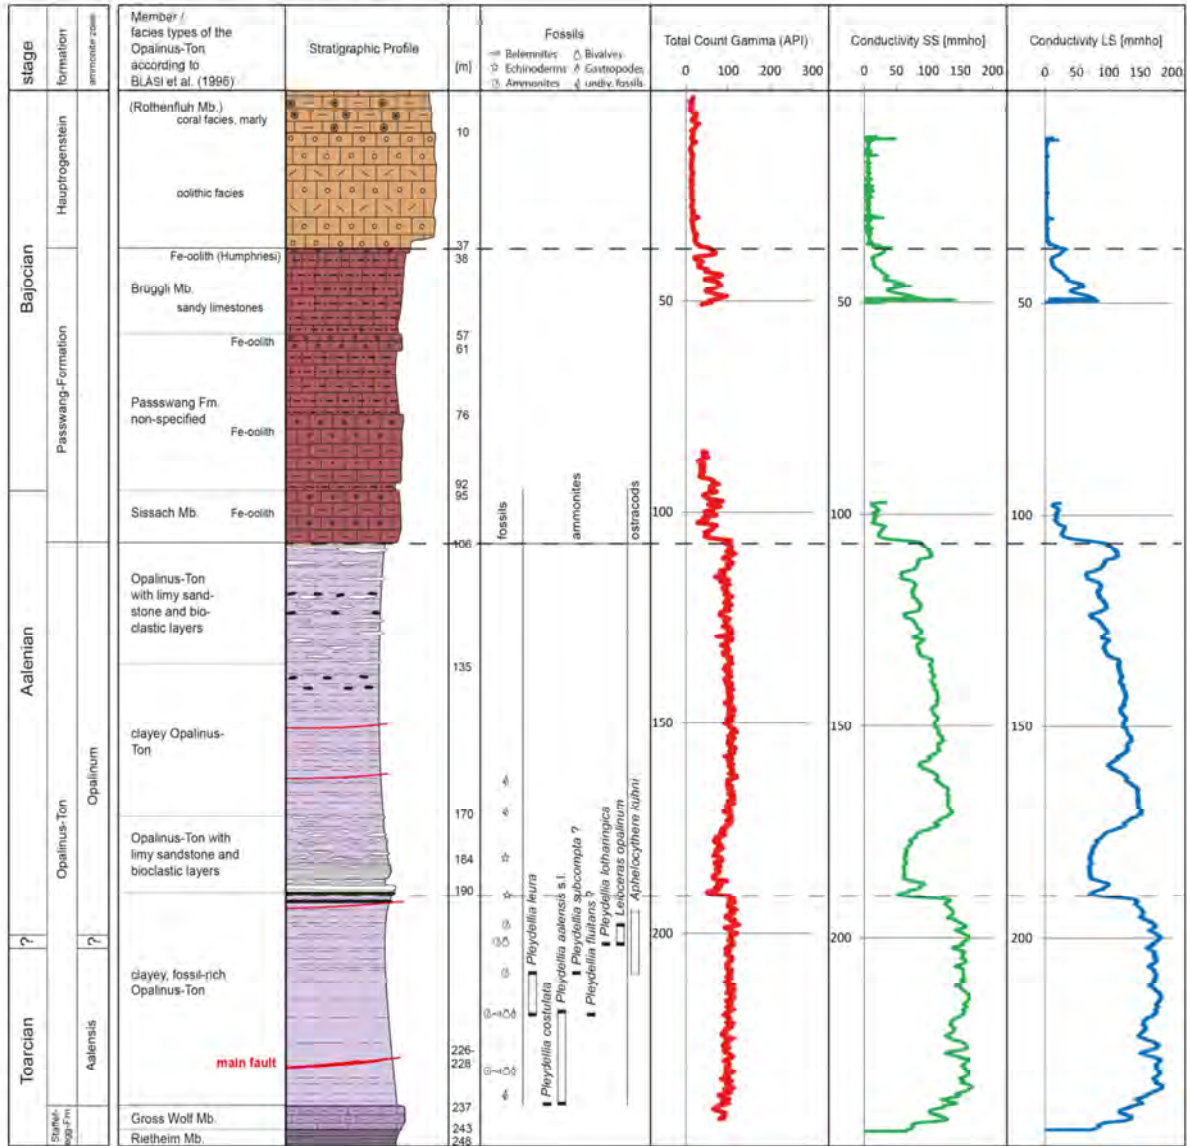 stage
formation
ammonite zone
Member /
facies types of the
Opalinus-Ton
according to
BLÄSI et al. (1996)
Stratigraphic Profile
[m]
Fossils
Belemnites
Bivalves
Echinoderms
Gastropodes
Ammonites
undiv. fossils
Total Count Gamma (API)
0 100 200 300
Conductivity SS [mmho]
0 50 100 150 200
Conductivity LS [mmho]
0 50 100 150 200
Bajocian
Aalenian
?
Toarcian
Hauptrogenstein
Passwang-Formation
Opalinus-Ton
Staffel-
egg-Fm.
Opalinum
?
Aalensis
(Rothenfluh Mb.)
coral facies, marly
oolithic facies
Fe-oolith (Humphriesi)
Brüggli Mb.
sandy limestones
Fe-oolith
Passswang Fm.
non-specified
Fe-oolith
Sissach Mb.
Fe-oolith
Opalinus-Ton
with limy sand-
stone and bio-
clastic layers
clayey Opalinus-
Ton
Opalinus-Ton with
limy sandstone and
bioclastic layers
clayey, fossil-rich
Opalinus-Ton
main fault
Gross Wolf Mb.
Rietheim Mb.
10
37
38
57
61
76
92
95
106
135
170
184
190
226-
228
237
243
248
fossils
ammonites
ostracods
Pleydellia costulata
Pleydellia leura
Pleydellia aalensis s.l.
Pleydellia subcompta ?
Pleydellia fluitans ?
Pleydellia lotharingica
Leioceras opalinum
Aphelocythere kuhni
50
100
150
200
50
100
150
200
50
100
150
200